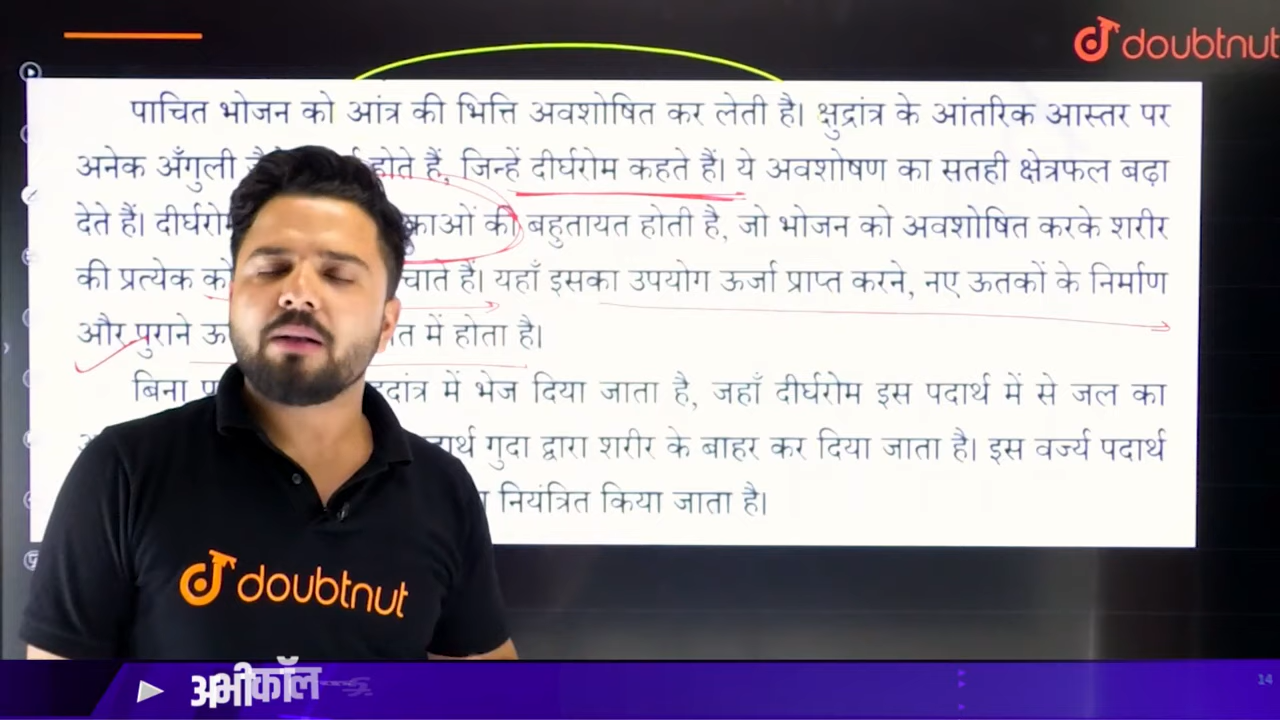 doubtnut
पाचित भोजन को आंत्र की भित्ति अवशोषित कर लेती है। क्षुद्रांत्र के आंतरिक आस्तर पर
अनेक अँगुली होते हैं, जिन्हें दीर्घरोम कहते हैं। ये अवशोषण का सतही क्षेत्रफल बढ़ा
देते हैं। की बहुतायत होती है, जो भोजन को अवशोषित करके शरीर
की प्रत्येक यहाँ इसका उपयोग ऊर्जा प्राप्त करने, नए ऊतकों के निर्माण
और पुराने में होता है।
बिना में भेज दिया जाता है, जहाँ दीर्घरोम इस पदार्थ में से जल का
गुदा द्वारा शरीर के बाहर कर दिया जाता है। इस वर्ज्य पदार्थ
नियंत्रित किया जाता है।
doubtnut
अभी कॉल
14